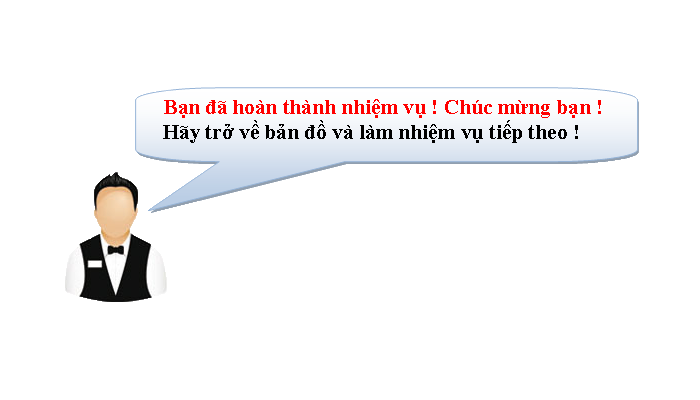 Bạn đã hoàn thành nhiệm vụ ! Chúc mừng bạn !
Hãy trở về bản đồ và làm nhiệm vụ tiếp theo !